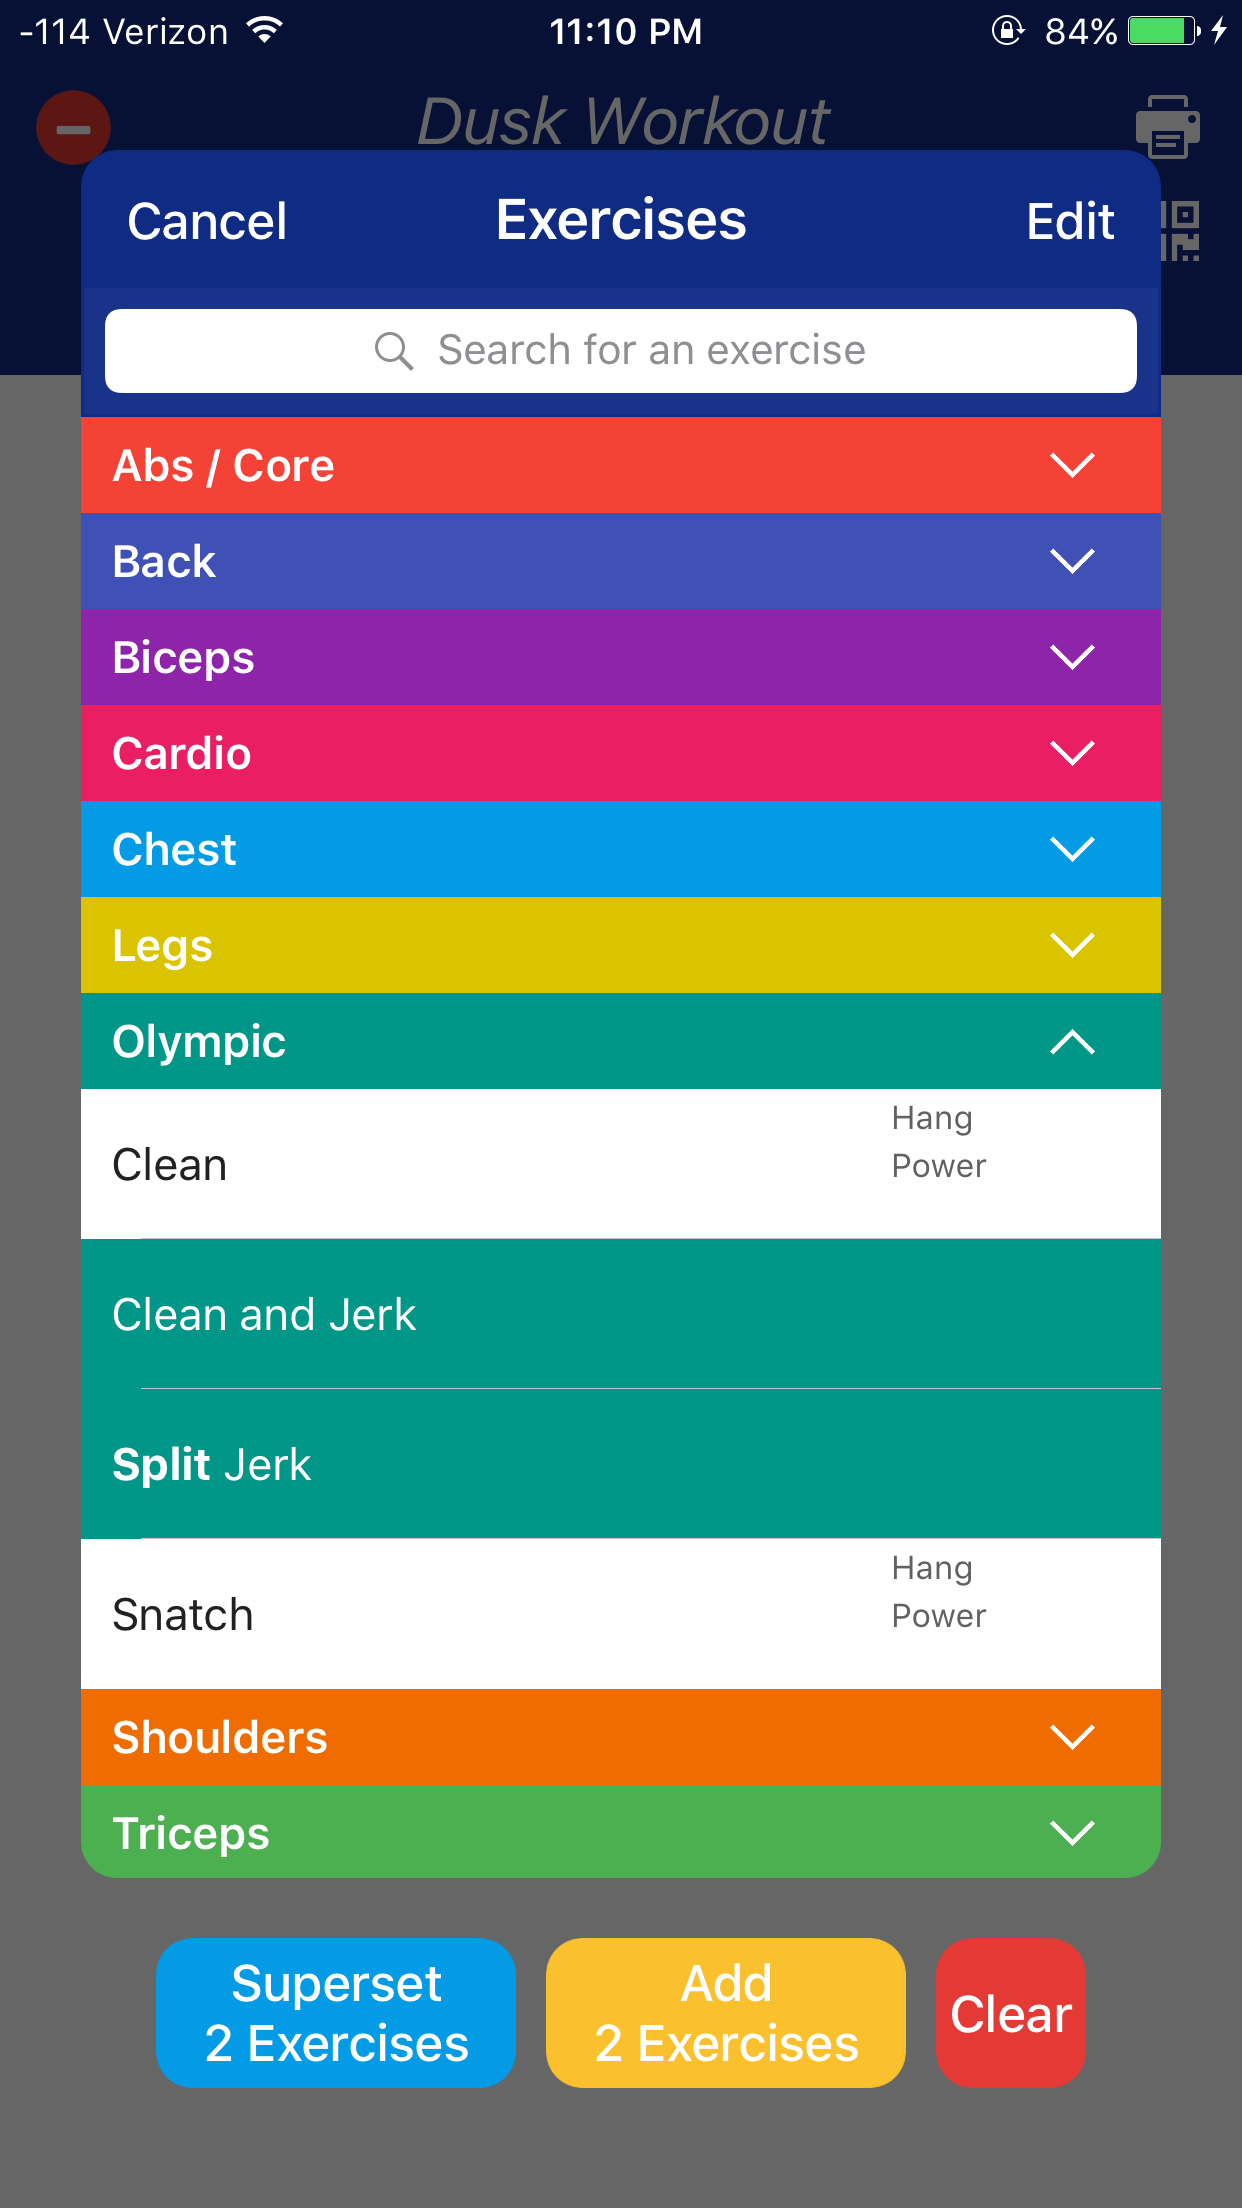 -114 Verizon 11:10 PM 84%
Dusk Workout
Cancel Exercises Edit
Search for an exercise
Abs / Core
Back
Biceps
Cardio
Chest
Legs
Olympic
Clean
Hang
Power
Clean and Jerk
Split Jerk
Snatch
Hang
Power
Shoulders
Triceps
Superset
2 Exercises
Add
2 Exercises
Clear